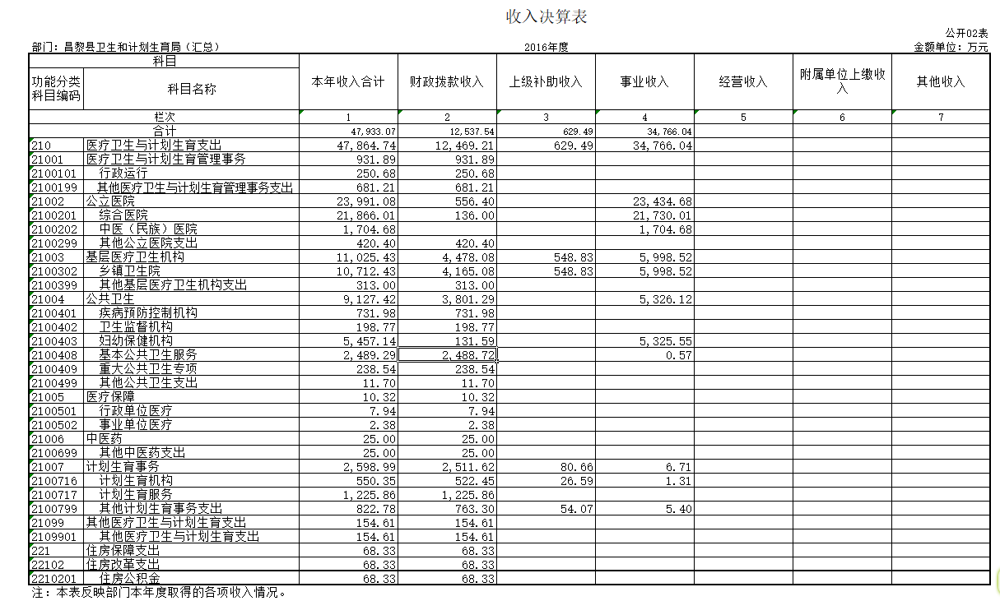 收入决算表
公开02表
部门：昌黎县卫生和计划生育局（汇总） 2016年度 金额单位：万元
科目 本年收入合计 财政拨款收入 上级补助收入 事业收入 经营收入 附属单位上缴收入 其他收入
功能分类科目编码 科目名称
栏次 1 2 3 4 5 6 7
合计 47,933.07 12,537.54 629.49 34,766.04
210 医疗卫生与计划生育支出 47,864.74 12,469.21 629.49 34,766.04
21001 医疗卫生与计划生育管理事务 931.89 931.89
2100101 行政运行 250.68 250.68
2100199 其他医疗卫生与计划生育管理事务支出 681.21 681.21
21002 公立医院 23,991.08 556.40 23,434.68
2100201 综合医院 21,866.01 136.00 21,730.01
2100202 中医（民族）医院 1,704.68 1,704.68
2100299 其他公立医院支出 420.40 420.40
21003 基层医疗卫生机构 11,025.43 4,478.08 548.83 5,998.52
2100302 乡镇卫生院 10,712.43 4,165.08 548.83 5,998.52
2100399 其他基层医疗卫生机构支出 313.00 313.00
21004 公共卫生 9,127.42 3,801.29 5,326.12
2100401 疾病预防控制机构 731.98 731.98
2100402 卫生监督机构 198.77 198.77
2100403 妇幼保健机构 5,457.14 131.59 5,325.55
2100408 基本公共卫生服务 2,489.29 2,488.72 0.57
2100409 重大公共卫生专项 238.54 238.54
2100499 其他公共卫生支出 11.70 11.70
21005 医疗保障 10.32 10.32
2100501 行政单位医疗 7.94 7.94
2100502 事业单位医疗 2.38 2.38
21006 中医药 25.00 25.00
2100699 其他中医药支出 25.00 25.00
21007 计划生育事务 2,598.99 2,511.62 80.66 6.71
2100716 计划生育机构 550.35 522.45 26.59 1.31
2100717 计划生育服务 1,225.86 1,225.86
2100799 其他计划生育事务支出 822.78 763.30 54.07 5.40
21099 其他医疗卫生与计划生育支出 154.61 154.61
2109901 其他医疗卫生与计划生育支出 154.61 154.61
221 住房保障支出 68.33 68.33
22102 住房改革支出 68.33 68.33
2210201 住房公积金 68.33 68.33
注：本表反映部门本年度取得的各项收入情况。